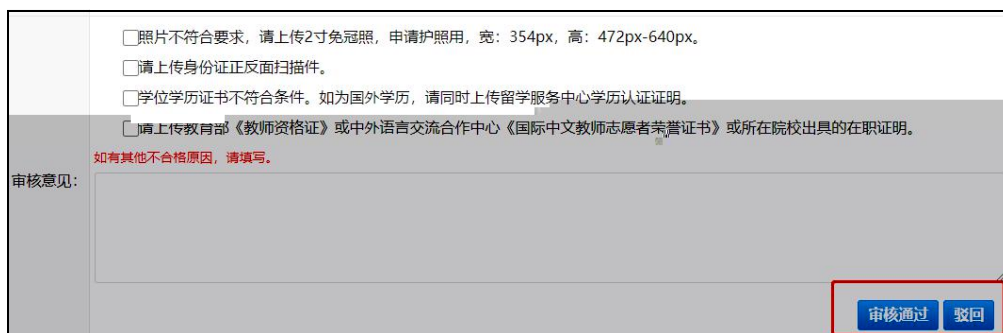 照片不符合要求，请上传2寸免冠照，申请护照用，宽：354px，高：472px-640px。
请上传身份证正反面扫描件。
学位学历证书不符合条件。如为国外学历，请同时上传留学服务中心学历认证证明。
请上传教育部《教师资格证》或中外语言交流合作中心《国际中文教师志愿者荣誉证书》或所在院校出具的在职证明。
如有其他不合格原因，请填写。
审核意见：
审核通过 驳回